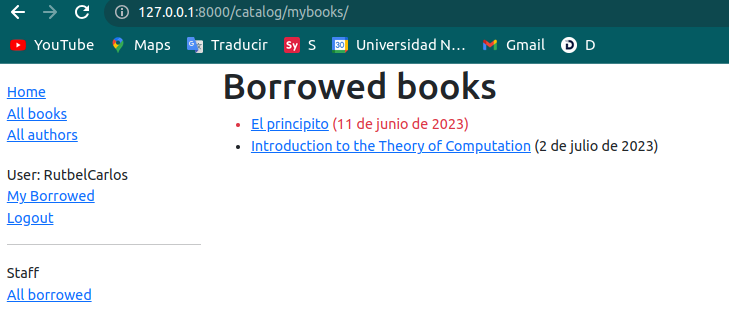 127.0.0.1:8000/catalog/mybooks/
YouTube Maps Traducir Sy S 30 Universidad N... Gmail D D
Home
All books
All authors
User: RutbelCarlos
My Borrowed
Logout
Staff
All borrowed
Borrowed books
El principito (11 de junio de 2023)
Introduction to the Theory of Computation (2 de julio de 2023)